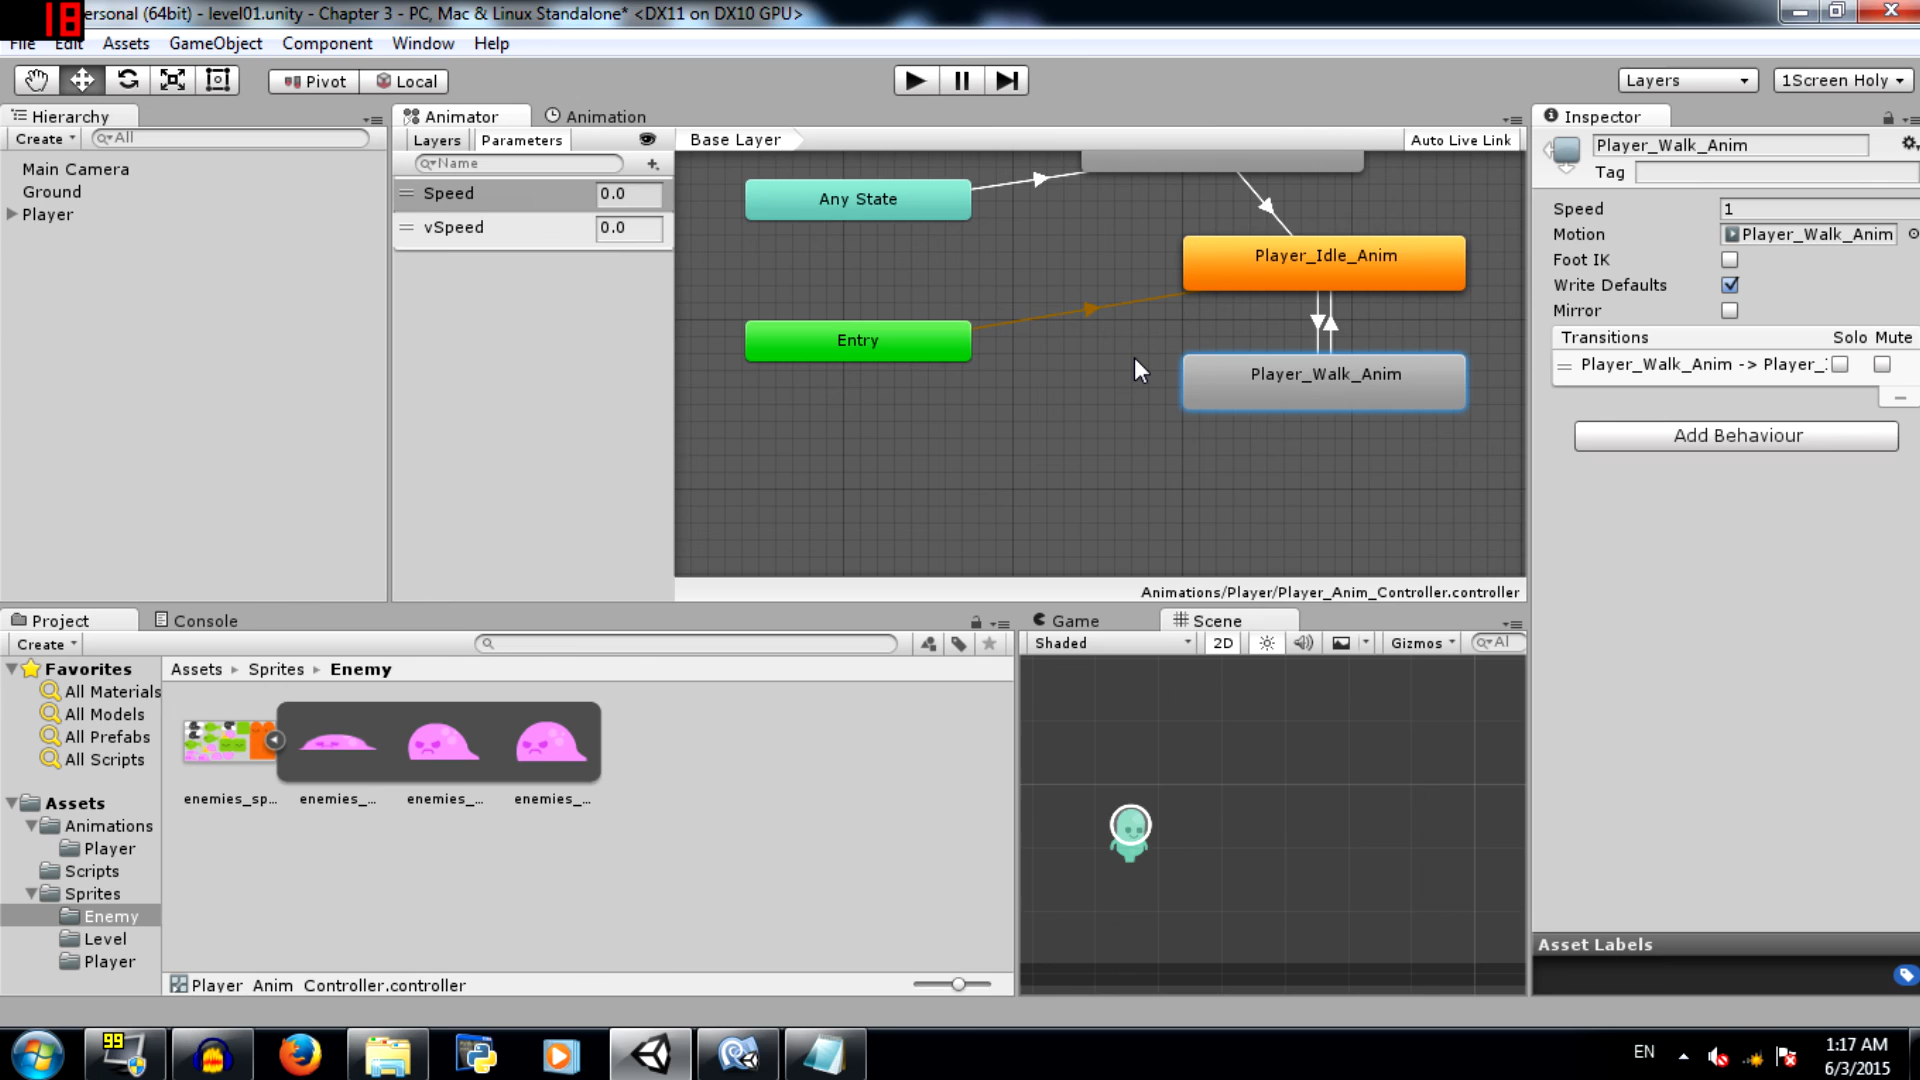 18
ersonal (64bit) - level01.unity - Chapter 3 - PC, Mac & Linux Standalone* <DX11 on DX10 GPU>
File Edit Assets GameObject Component Window Help
Pivot Local
Layers 1Screen Holy
Hierarchy
Create All
Main Camera
Ground
Player
Animator Animation
Layers Parameters
Name
Speed 0.0
vSpeed 0.0
Base Layer Auto Live Link
Any State
Player_Idle_Anim
Entry
Player_Walk_Anim
Animations/Player/Player_Anim_Controller.controller
Inspector
Player_Walk_Anim
Tag
Speed 1
Motion Player_Walk_Anim
Foot IK
Write Defaults
Mirror
Transitions Solo Mute
Player_Walk_Anim -> Player_
Add Behaviour
Asset Labels
Project Console
Create
Favorites
All Materials
All Models
All Prefabs
All Scripts
Assets
Animations
Player
Scripts
Sprites
Enemy
Level
Player
Assets Sprites Enemy
enemies_sp... enemies_... enemies_... enemies_...
Player_Anim_Controller.controller
Game Scene
Shaded 2D Gizmos Al
99
EN
1:17 AM
6/3/2015